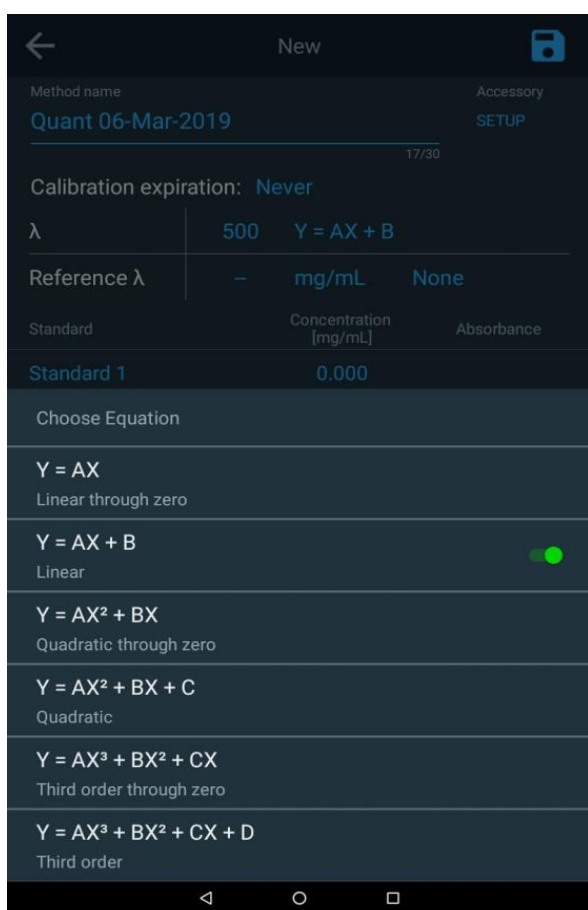 New
Method name
Accessory
Quant 06-Mar-2019
SETUP
17/30
Calibration expiration: Never
λ 500 Y = AX + B
Reference λ -- mg/mL None
Standard Concentration [mg/mL] Absorbance
Standard 1 0.000
Choose Equation
Y = AX
Linear through zero
Y = AX + B
Linear
Y = AX² + BX
Quadratic through zero
Y = AX² + BX + C
Quadratic
Y = AX³ + BX² + CX
Third order through zero
Y = AX³ + BX² + CX + D
Third order